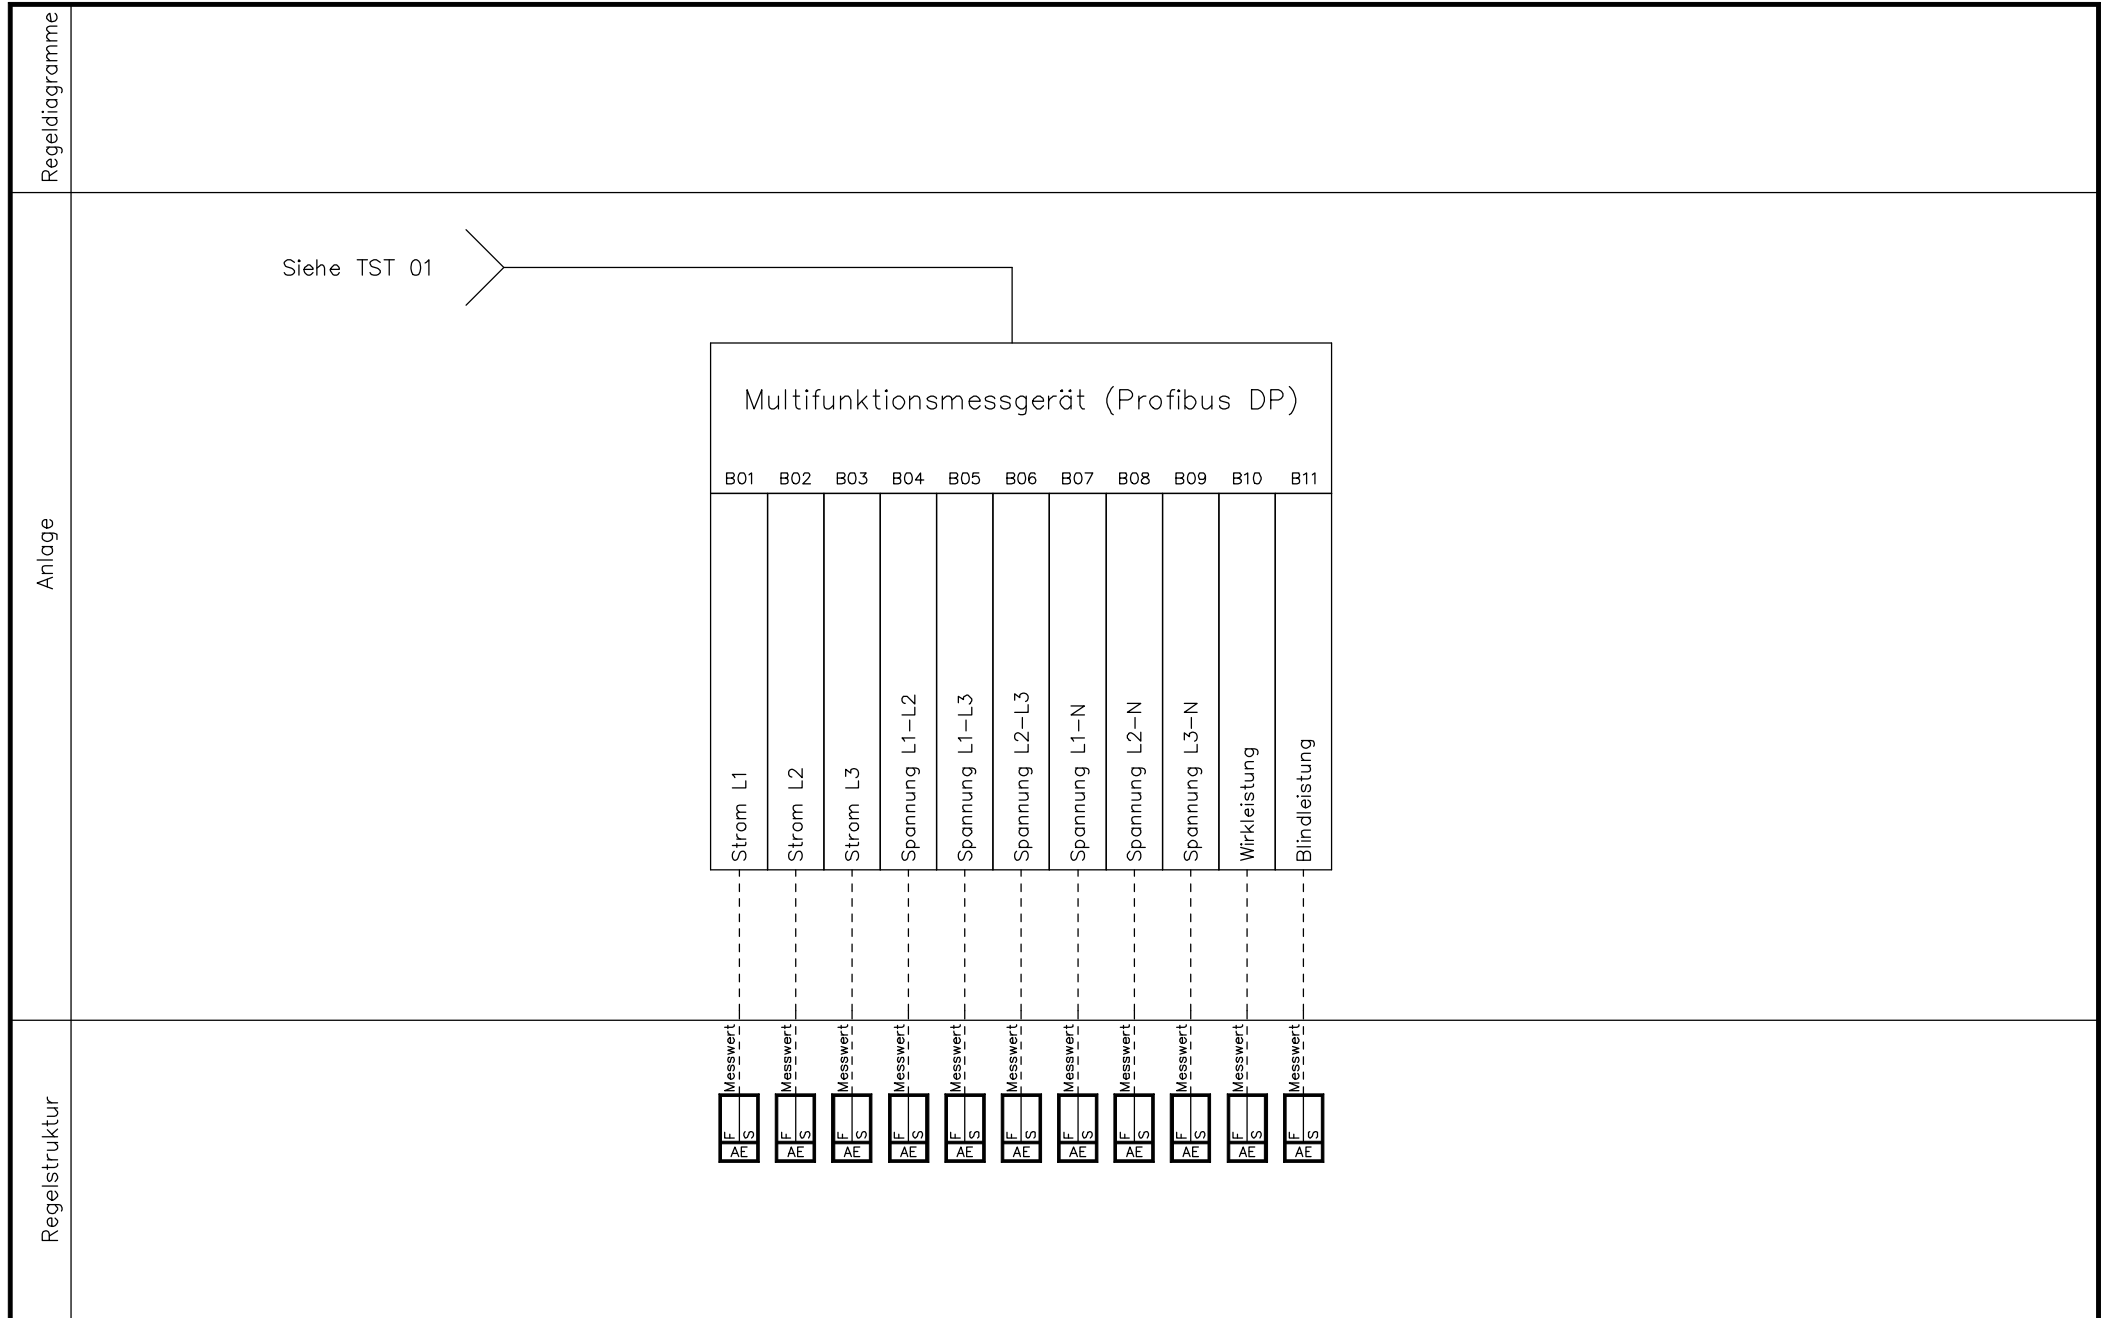 Regeldiagramme
Anlage
Siehe TST 01
Multifunktionsmessgerät (Profibus DP)
B01 B02 B03 B04 B05 B06 B07 B08 B09 B10 B11
Strom L1
Strom L2
Strom L3
Spannung L1-L2
Spannung L1-L3
Spannung L2-L3
Spannung L1-N
Spannung L2-N
Spannung L3-N
Wirkleistung
Blindleistung
Regelstruktur
Messwert
Messwert
Messwert
Messwert
Messwert
Messwert
Messwert
Messwert
Messwert
Messwert
Messwert
F S F S F S F S F S F S F S F S F S F S F S
AE AE AE AE AE AE AE AE AE AE AE